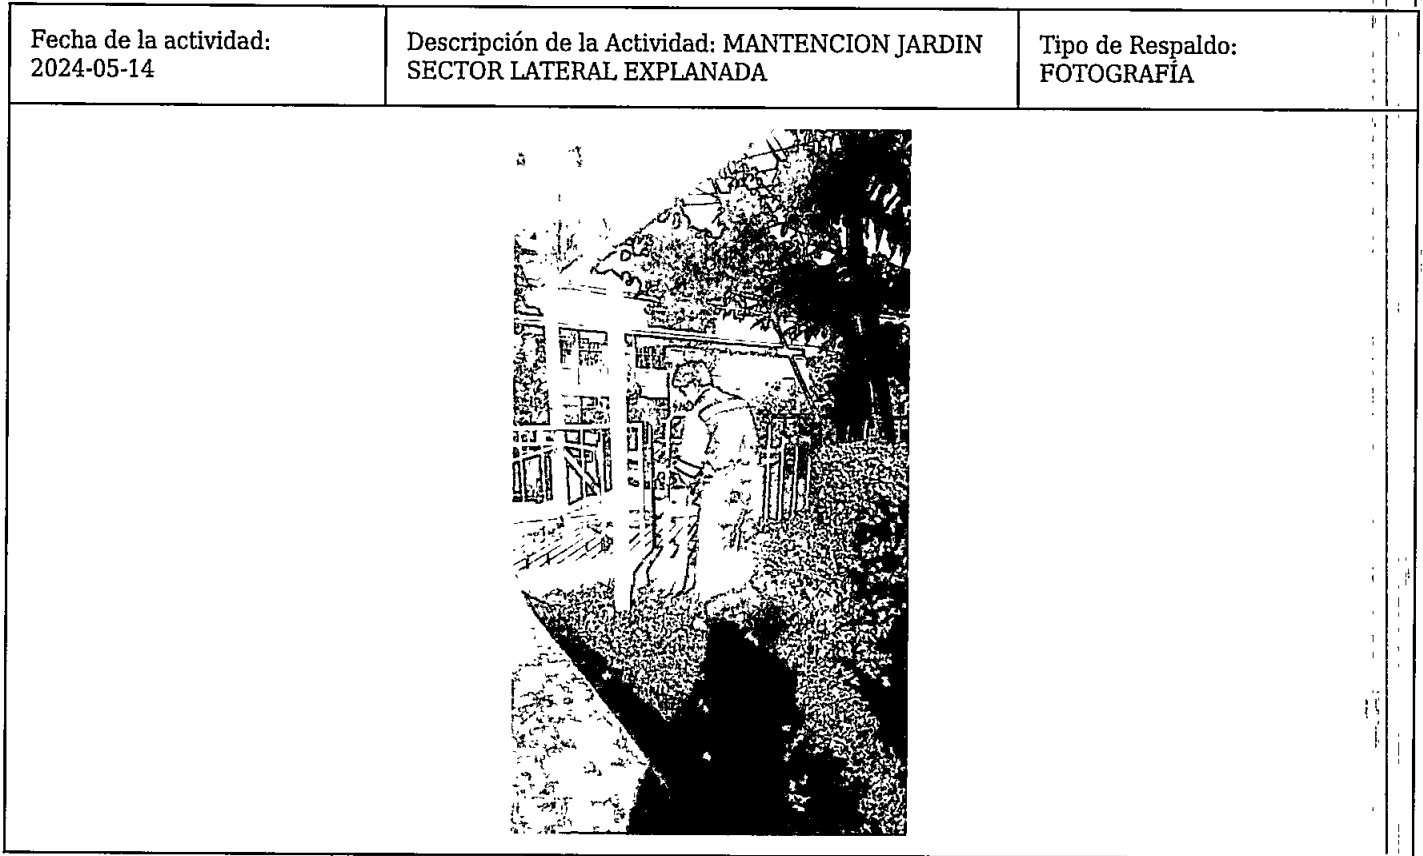 Fecha de la actividad:
2024-05-14
Descripción de la Actividad: MANTENCION JARDIN
SECTOR LATERAL EXPLANADA
Tipo de Respaldo:
FOTOGRAFÍA